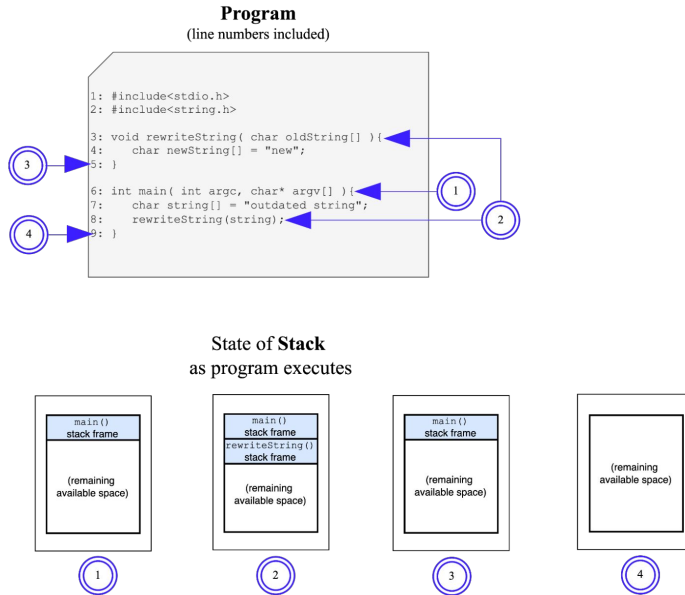 Program
(line numbers included)
1: #include<stdio.h>
2: #include<string.h>
3: void rewriteString( char oldString[] ){
4:    char newString[] = "new";
5: }
6: int main( int argc, char* argv[] ){
7:    char string[] = "outdated string";
8:    rewriteString(string);
9: }
3
4
1
2
State of Stack
as program executes
main()
stack frame
(remaining
available space)
1
main()
stack frame
rewriteString()
stack frame
(remaining
available space)
2
main()
stack frame
(remaining
available space)
3
(remaining
available space)
4